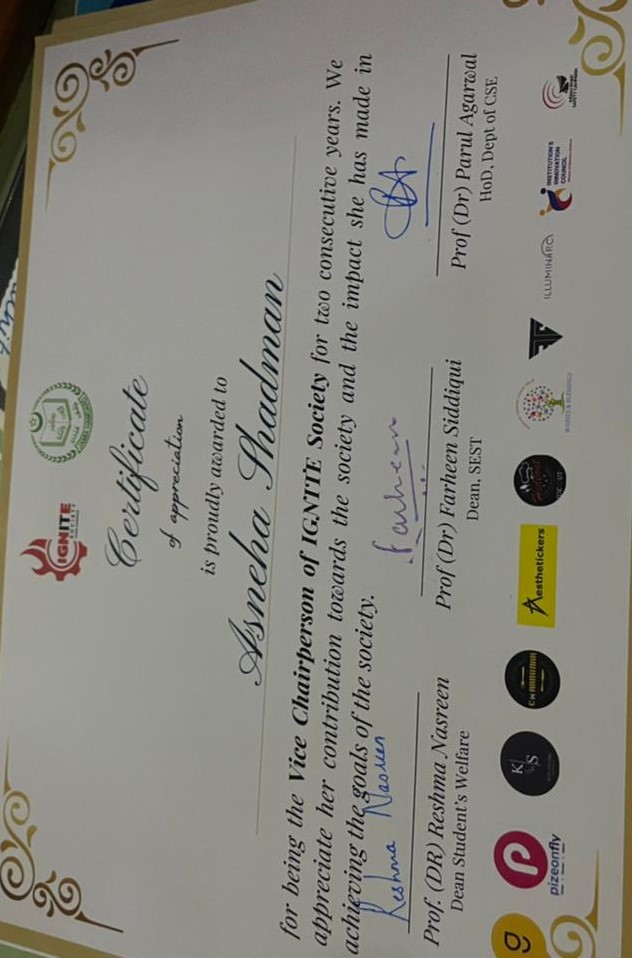 IGNITE
SOCIETY
Certificate
of appreciation
is proudly awarded to
Asneha Shadman
for being the Vice Chairperson of IGNITE Society for two consecutive years. We
appreciate her contribution towards the society and the impact she has made in
achieving the goals of the society.
Reshma Nasreen
Farheen
Prof. (DR) Reshma Nasreen
Dean Student's Welfare
Prof (Dr) Farheen Siddiqui
Dean, SEST
Prof (Dr) Parul Agarwal
HoD, Dept of CSE
g
pizeonfly
K S
Aesthetickers
ILLUMINARCI
INSTITUTION'S
INNOVATION
COUNCIL